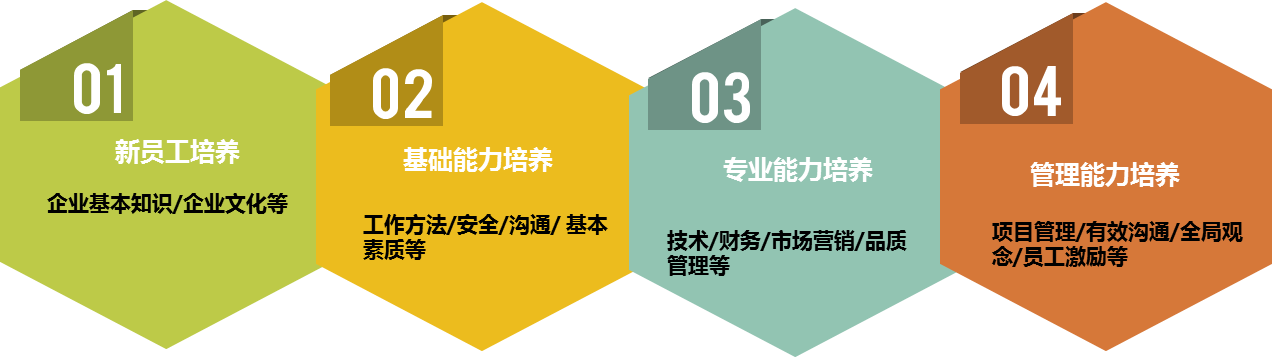 01
新员工培养
企业基本知识/企业文化等
02
基础能力培养
工作方法/安全/沟通/ 基本
素质等
03
专业能力培养
技术/财务/市场营销/品质
管理等
04
管理能力培养
项目管理/有效沟通/全局观
念/员工激励等